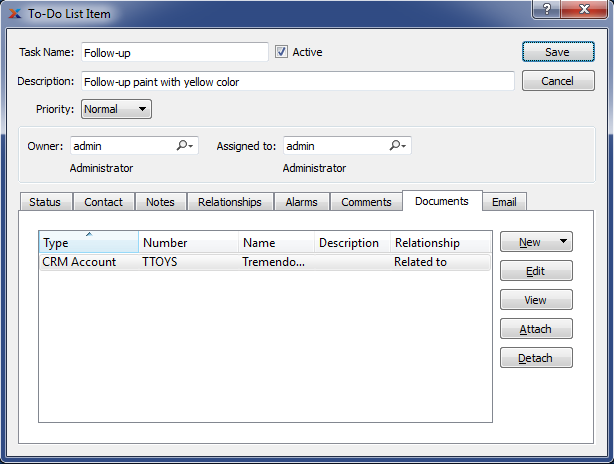 To-Do List Item
Task Name: Follow-up Active Save
Description: Follow-up paint with yellow color Cancel
Priority: Normal
Owner: admin Assigned to: admin
Administrator Administrator
Status Contact Notes Relationships Alarms Comments Documents Email
Type Number Name Description Relationship New
CRM Account TTOYS Tremendo... Related to
Edit
View
Attach
Detach